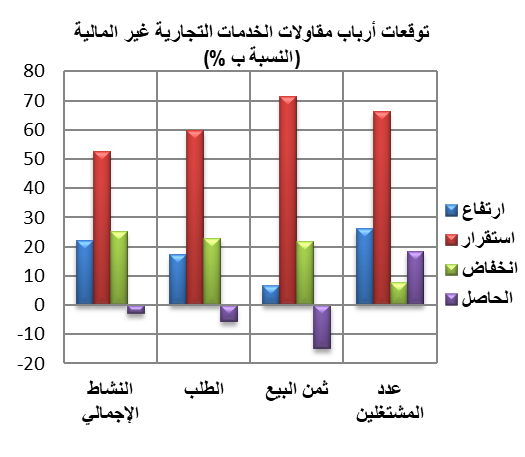 توقعات أرباب مقاولات الخدمات التجارية غير المالية
(النسبة ب %)
80
70
60
50
40
30
20
10
0
-10
-20
ارتفاع
استقرار
انخفاض
الحاصل
النشاط
الإجمالي
الطلب
ثمن البيع
عدد
المشتغلين